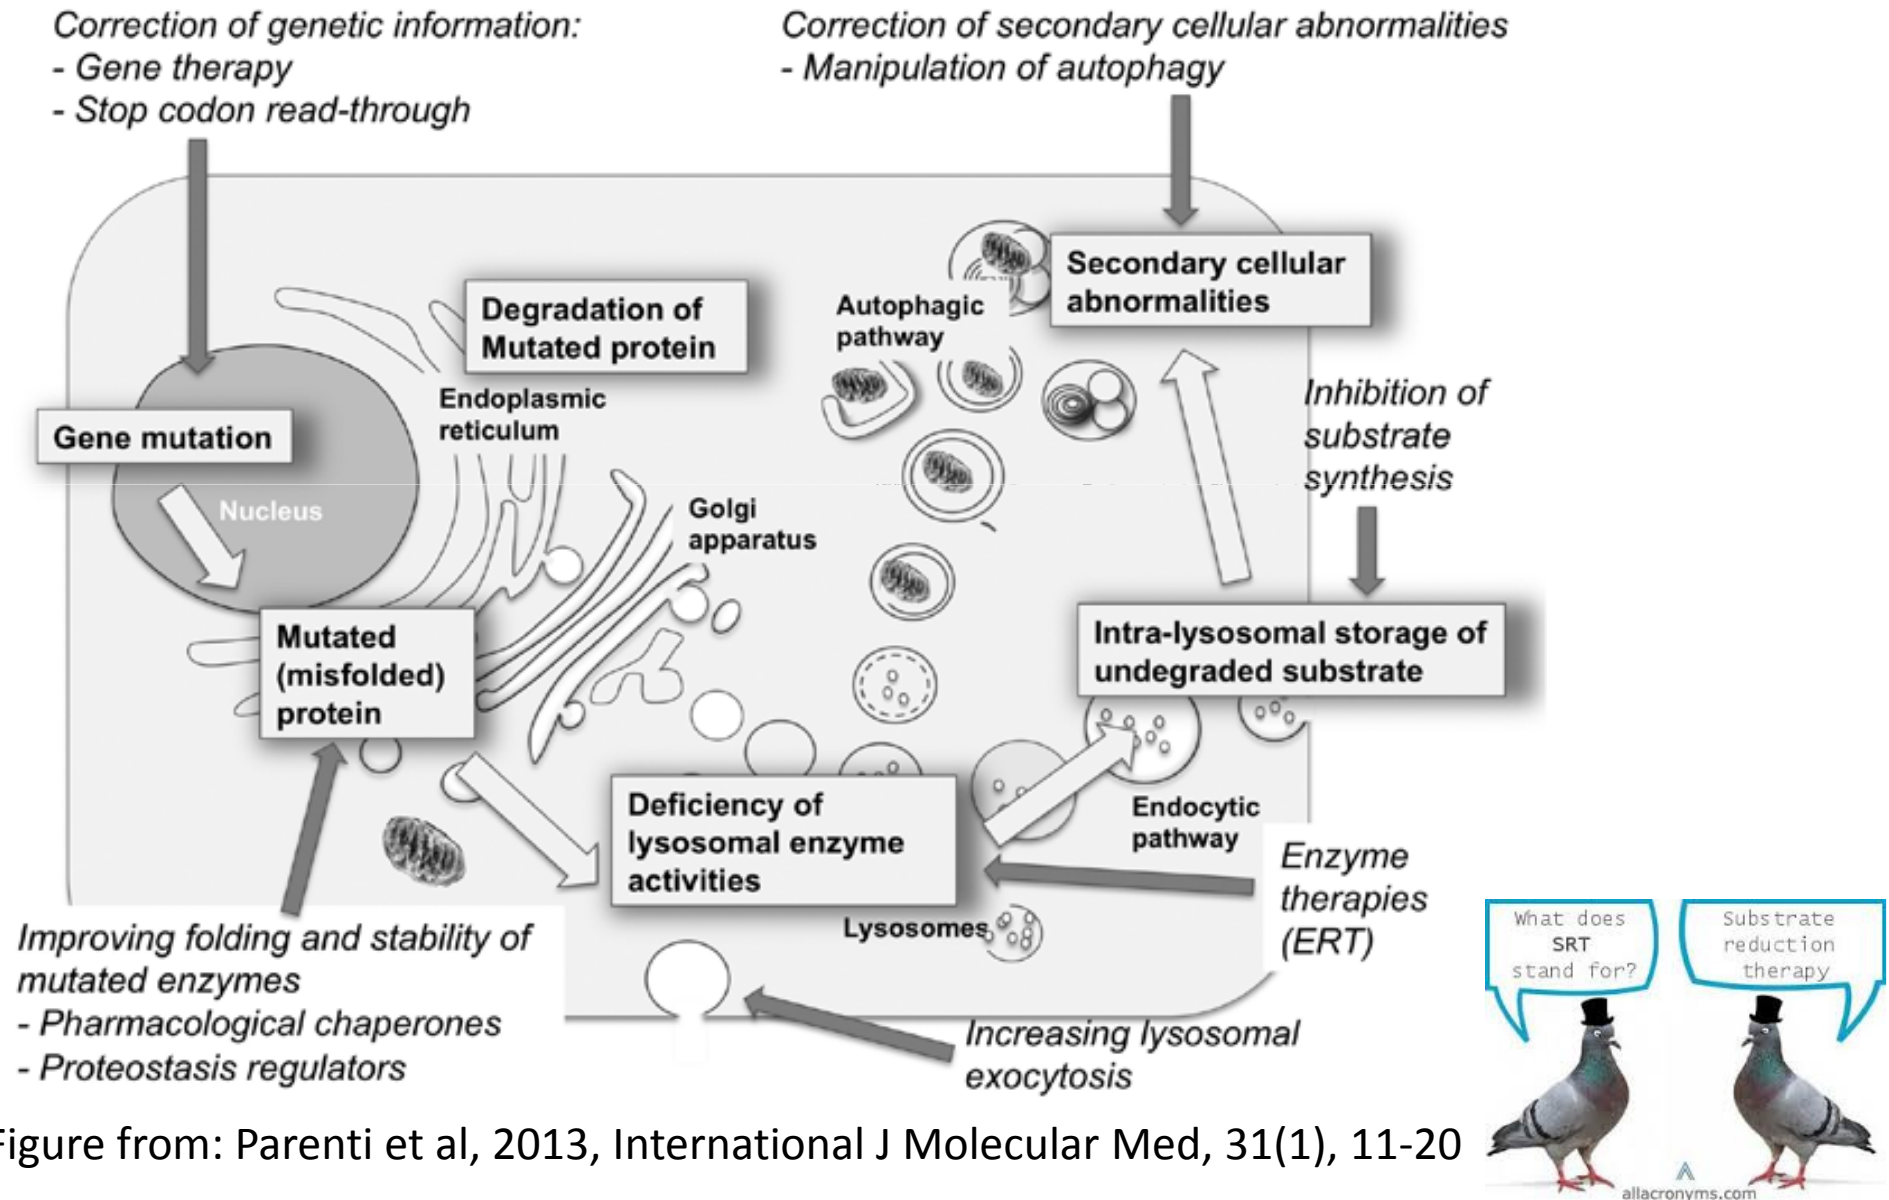 Correction of genetic information:
- Gene therapy
- Stop codon read-through
Correction of secondary cellular abnormalities
- Manipulation of autophagy
Secondary cellular
abnormalities
Degradation of
Mutated protein
Autophagic
pathway
Endoplasmic
reticulum
Gene mutation
Nucleus
Inhibition of
substrate
synthesis
Golgi
apparatus
Mutated
(misfolded)
protein
Intra-lysosomal storage of
undegraded substrate
Deficiency of
lysosomal enzyme
activities
Endocytic
pathway
Enzyme
therapies
(ERT)
Lysosomes
Improving folding and stability of
mutated enzymes
- Pharmacological chaperones
- Proteostasis regulators
Increasing lysosomal
exocytosis
What does
SRT
stand for?
Substrate
reduction
therapy
allacronyms.com
Figure from: Parenti et al, 2013, International J Molecular Med, 31(1), 11-20